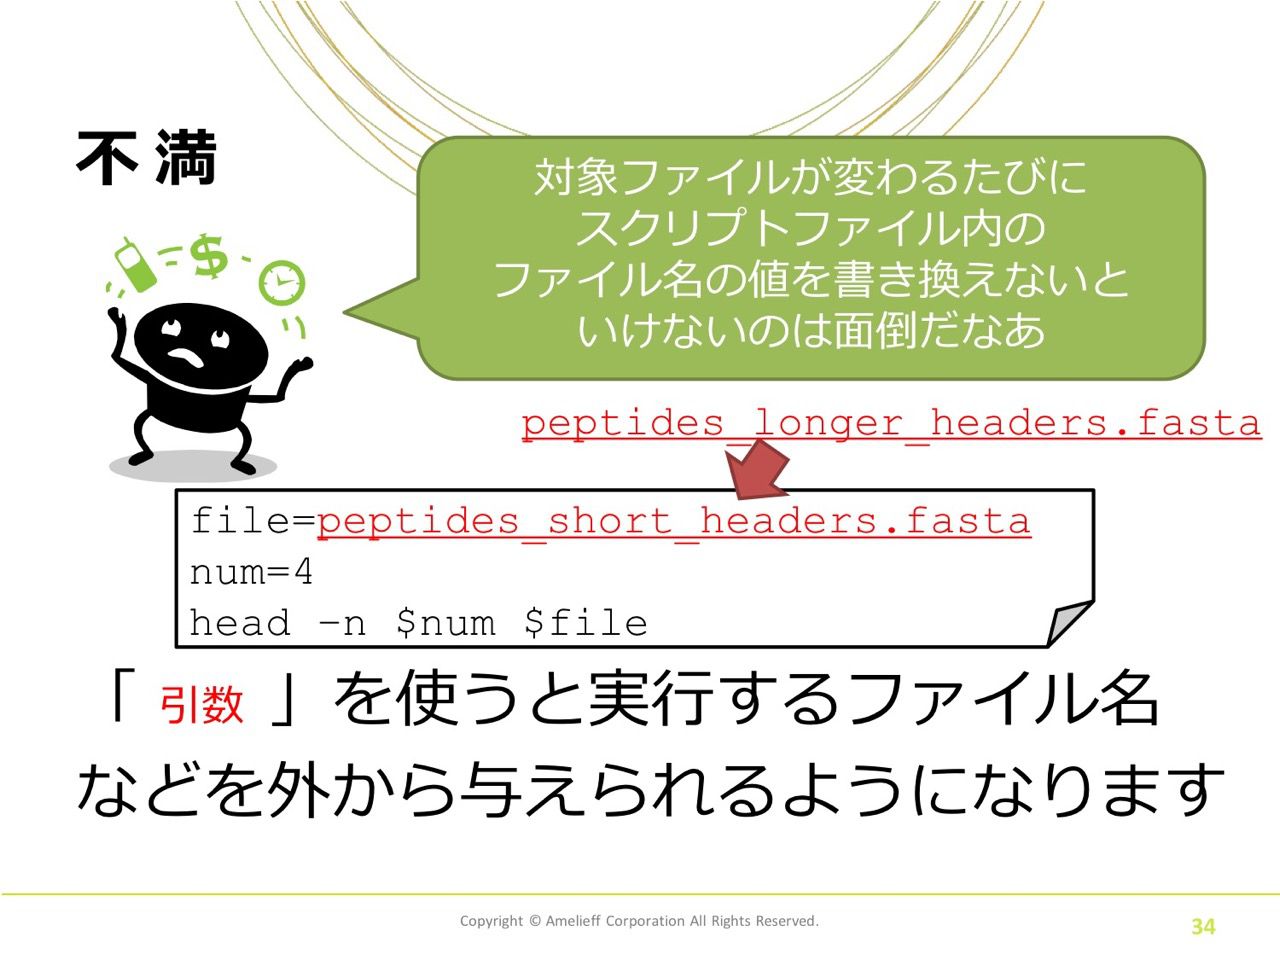 不満
対象ファイルが変わるたびに
スクリプトファイル内の
ファイル名の値を書き換えないと
いけないのは面倒だなあ
peptides_longer_headers.fasta
file=peptides_short_headers.fasta
num=4
head –n $num $file
「 引数 」を使うと実行するファイル名
などを外から与えられるようになります
Copyright © Amelieff Corporation All Rights Reserved.
34